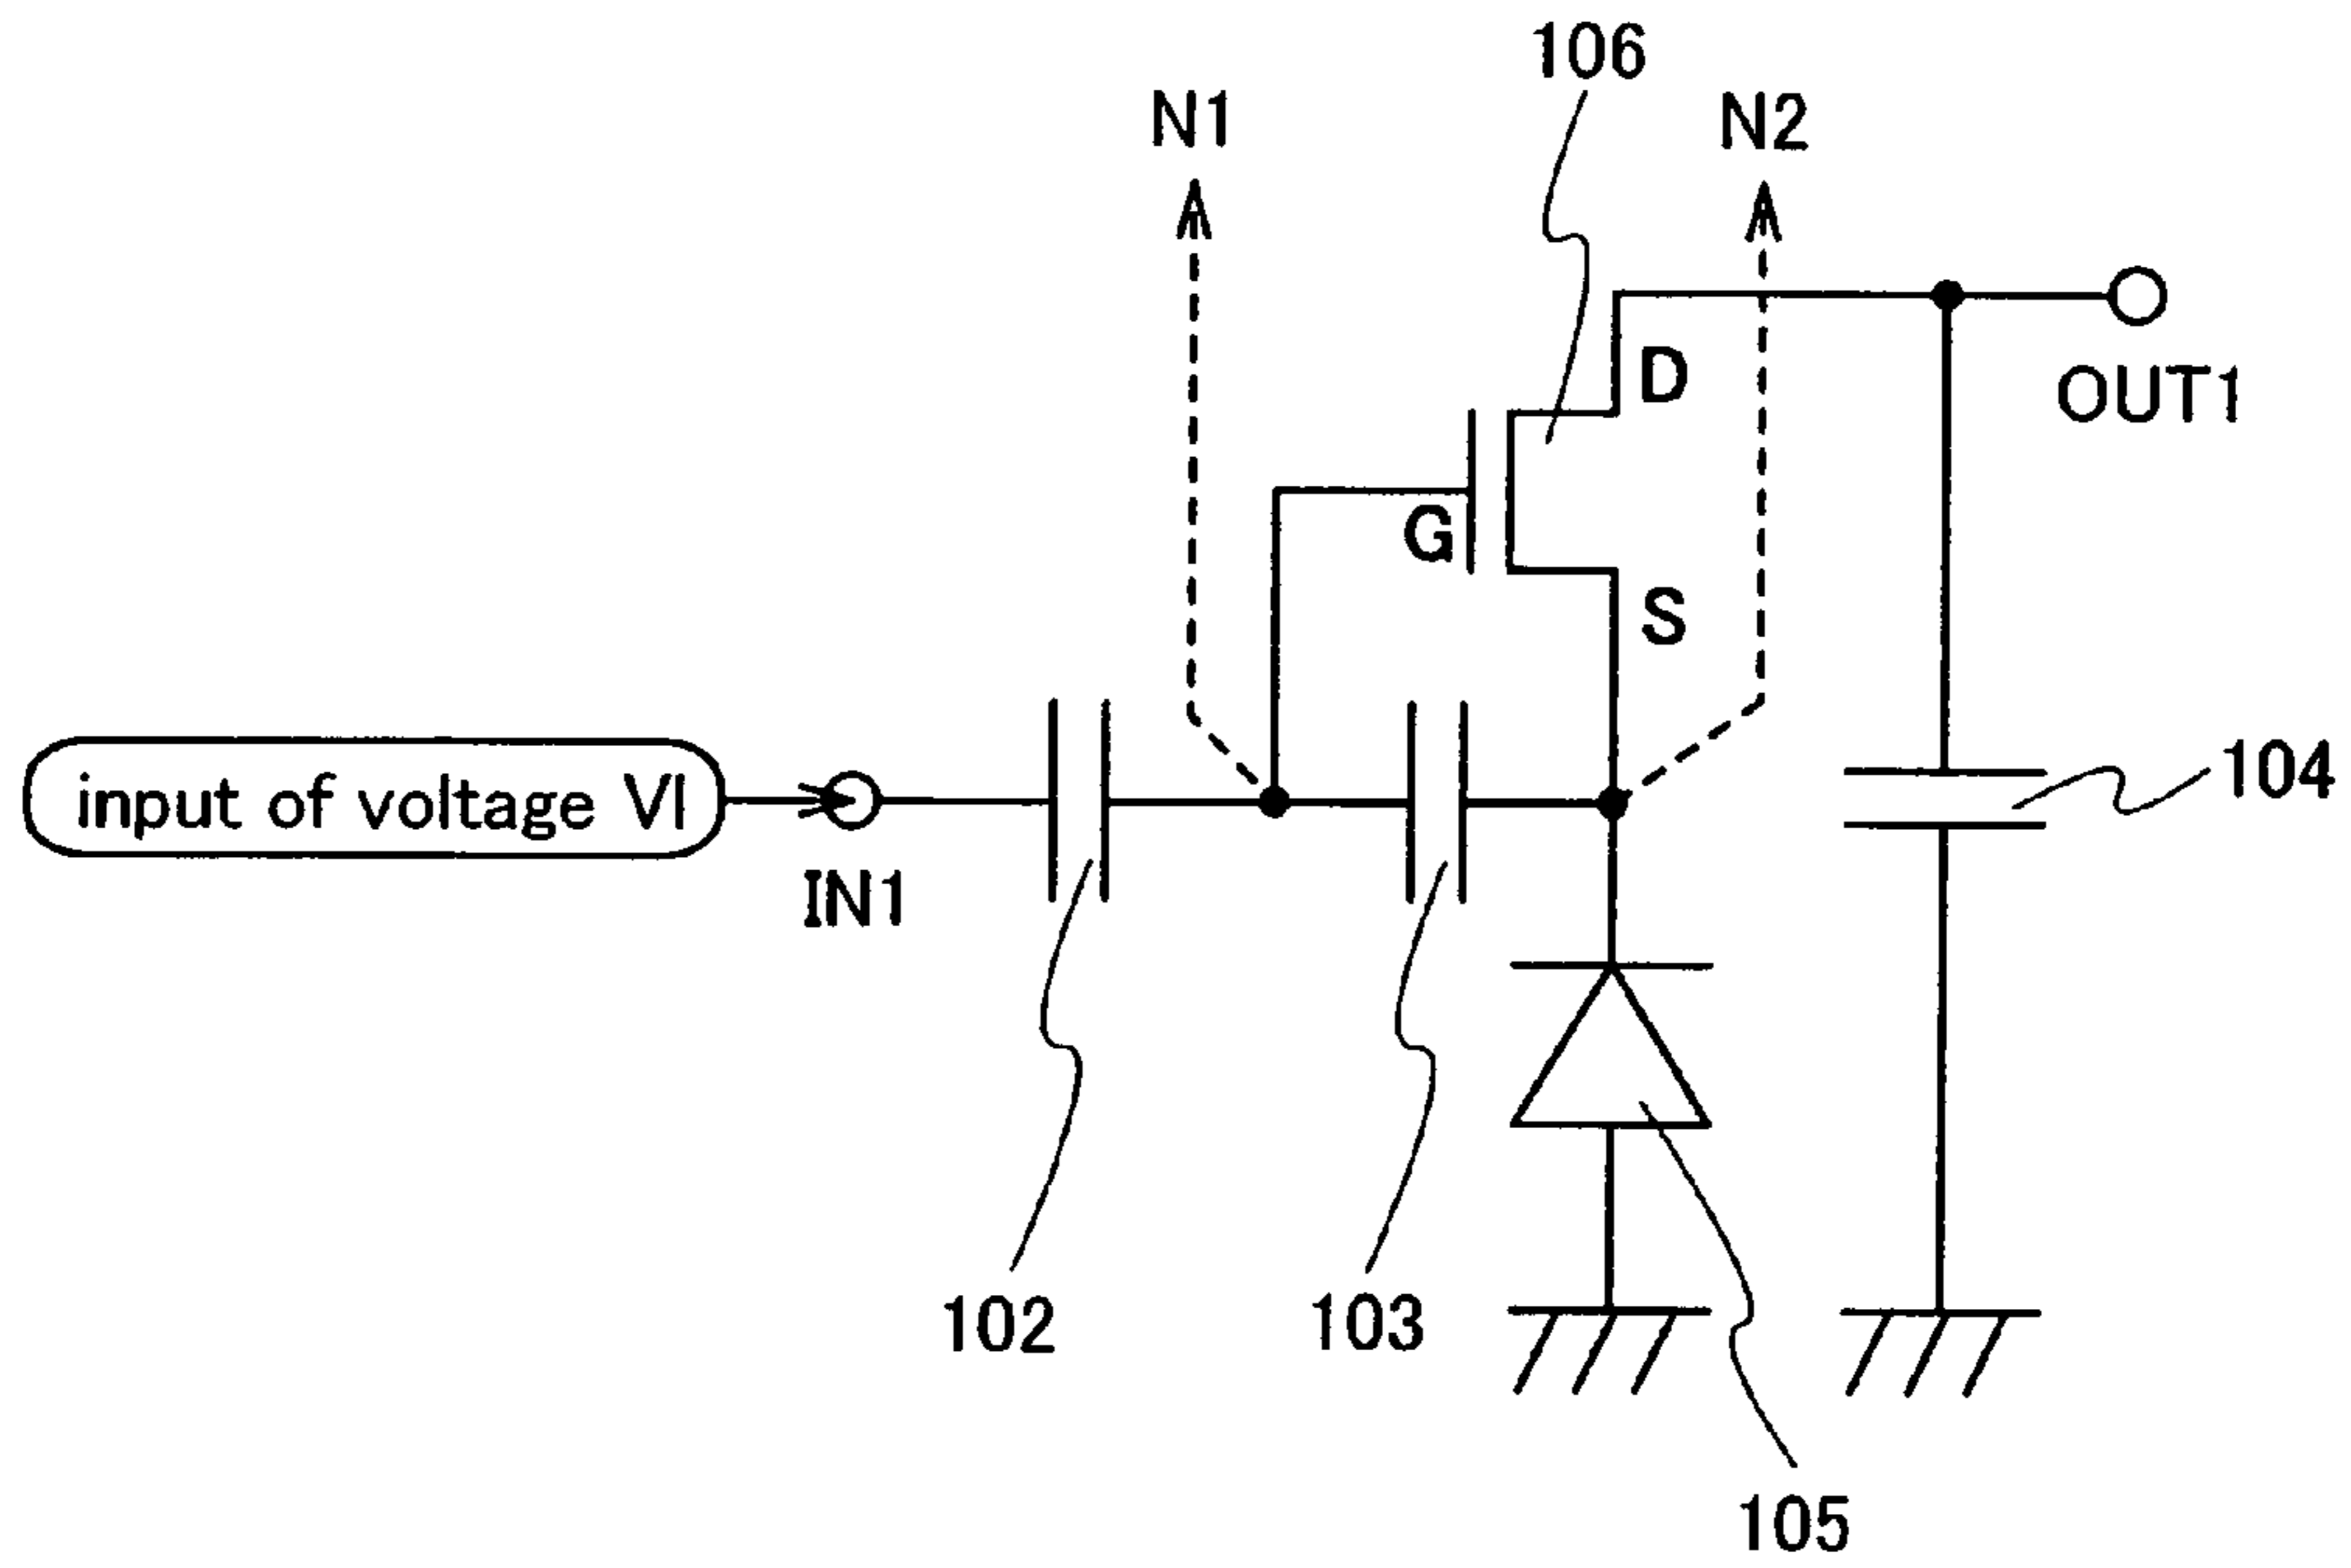 106
N1
N2
D
OUT1
G
S
104
input of voltage VI
IN1
102
103
105